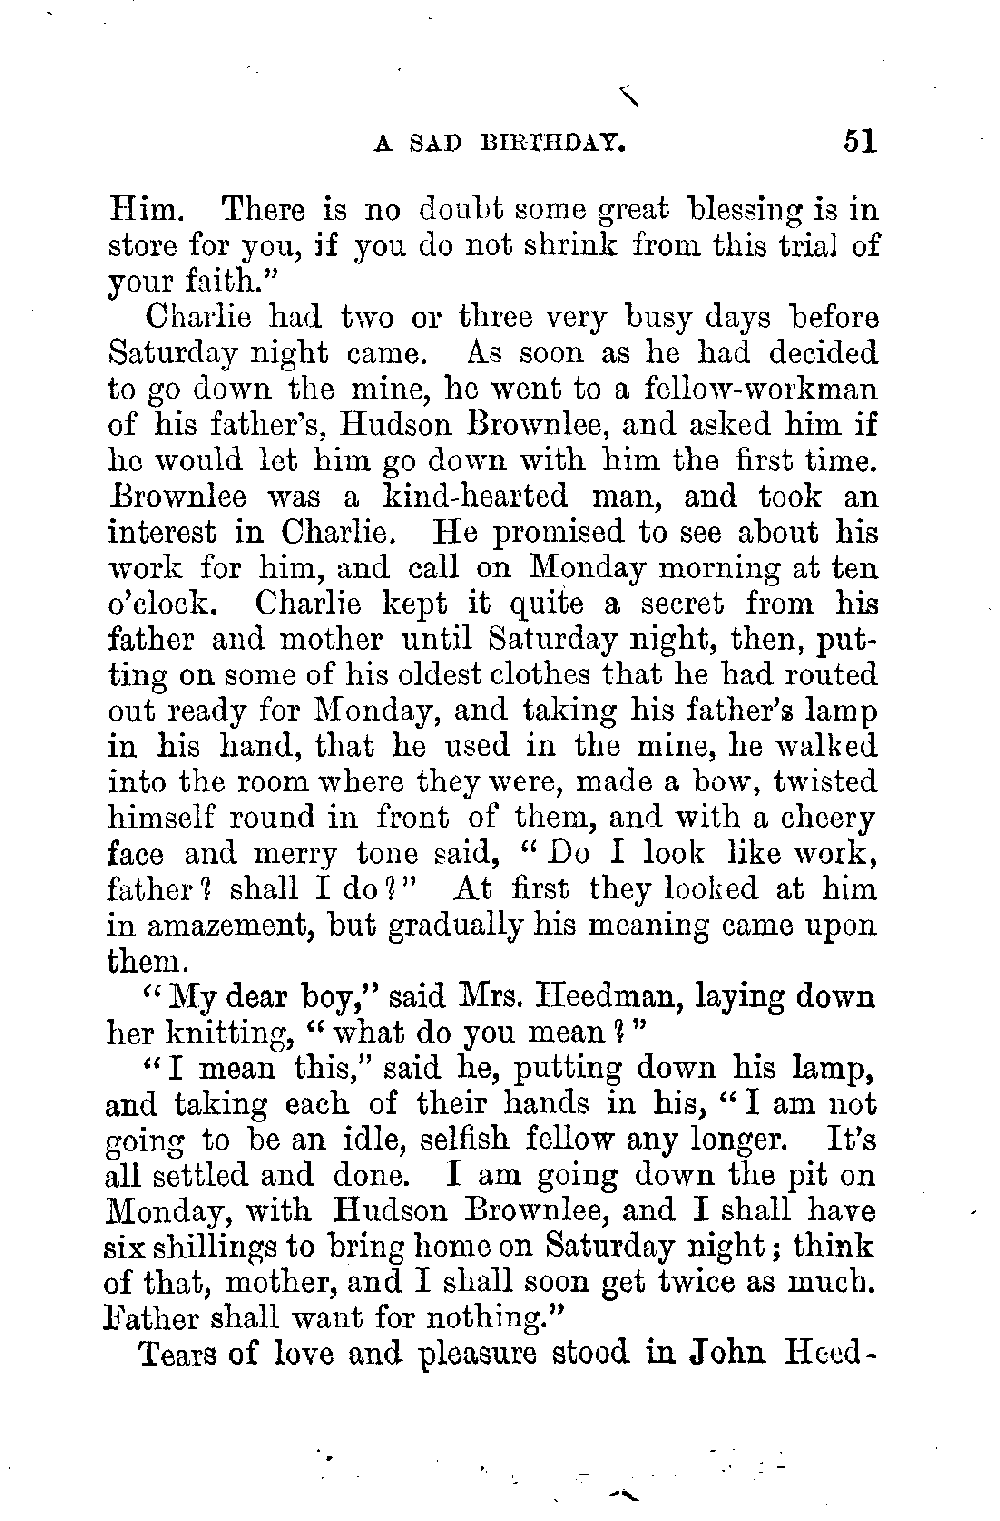 A SAD BIRTHDAY. 51
Him. There is no doubt some great blessing is in
store for you, if you do not shrink from this trial of
your faith."
Charlie had two or three very busy days before
Saturday night came. As soon as he had decided
to go down the mine, he went to a fellow-workman
of his father's, Hudson Brownlee, and asked him if
he would let him go down with him the first time.
Brownlee was a kind-hearted man, and took an
interest in Charlie. He promised to see about his
work for him, and call on Monday morning at ten
o'clock. Charlie kept it quite a secret from his
father and mother until Saturday night, then, put-
ting on some of his oldest clothes that he had routed
out ready for Monday, and taking his father's lamp
in his hand, that he used in the mine, he walked
into the room where they were, made a bow, twisted
himself round in front of them, and with a cheery
face and merry tone said, "Do I look like work,
father? shall I do?" At first they looked at him
in amazement, but gradually his meaning came upon
them.
"My dear boy," said Mrs. Heedman, laying down
her knitting, "what do you mean?"
"I mean this," said he, putting down his lamp,
and taking each of their hands in his, "I am not
going to be an idle, selfish fellow any longer. It's
all settled and done. I am going down the pit on
Monday, with Hudson Brownlee, and I shall have
six shillings to bring home on Saturday night; think
of that, mother, and I shall soon get twice as much.
Father shall want for nothing."
Tears of love and pleasure stood in John Heed-